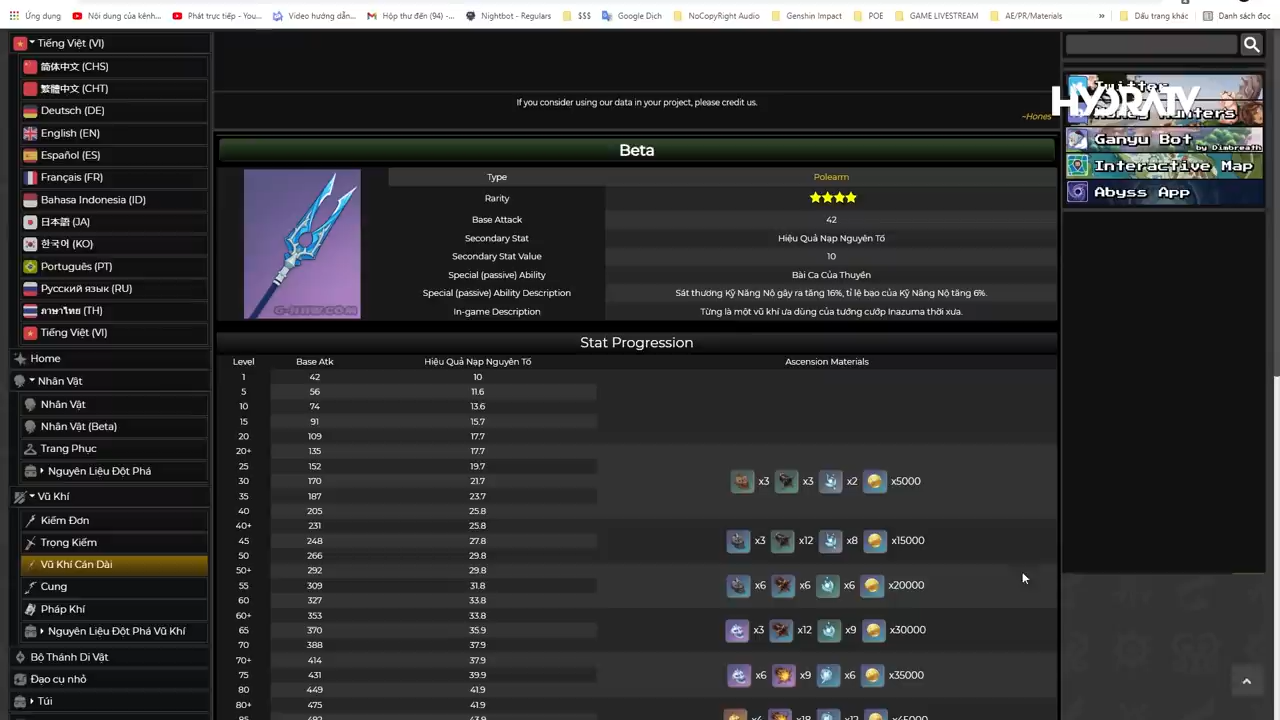 Ứng dụng
Nội dung của kênh...
Phát trực tiếp - You...
Video hướng dẫn...
Hộp thư đến (94) -...
Nightbot - Regulars
$$$
Google Dịch
NoCopyRight Audio
Genshin Impact
POE
GAME LIVESTREAM
AE/PR/Materials
»
Dấu trang khác
Danh sách đọc
Tiếng Việt (VI)
简体中文 (CHS)
繁體中文 (CHT)
Deutsch (DE)
English (EN)
Español (ES)
Français (FR)
Bahasa Indonesia (ID)
日本語 (JA)
한국어 (KO)
Português (PT)
Русский язык (RU)
ภาษาไทย (TH)
Tiếng Việt (VI)
Home
Nhân Vật
Nhân Vật
Nhân Vật (Beta)
Trang Phục
Nguyên Liệu Đột Phá
Vũ Khí
Kiếm Đơn
Trọng Kiếm
Vũ Khí Cán Dài
Cung
Pháp Khí
Nguyên Liệu Đột Phá Vũ Khí
Bộ Thánh Di Vật
Đạo cụ nhỏ
Túi
If you consider using our data in your project, please credit us.
~Hones
Beta
G-HHW.COM
Type Polearm
Rarity
Base Attack 42
Secondary Stat Hiệu Quả Nạp Nguyên Tố
Secondary Stat Value 10
Special (passive) Ability Bài Ca Của Thuyền
Special (passive) Ability Description Sát thương Kỹ Năng Nộ gây ra tăng 16%, tỉ lệ bạo của Kỹ Năng Nộ tăng 6%.
In-game Description Từng là một vũ khí ưa dùng của tướng cướp Inazuma thời xưa.
Stat Progression
Level Base Atk Hiệu Quả Nạp Nguyên Tố Ascension Materials
1 42 10
5 56 11.6
10 74 13.6
15 91 15.7
20 109 17.7
20+ 135 17.7
25 152 19.7
30 170 21.7 x3 x3 x2 x5000
35 187 23.7
40 205 25.8
40+ 231 25.8
45 248 27.8 x3 x12 x8 x15000
50 266 29.8
50+ 292 29.8
55 309 31.8 x6 x6 x6 x20000
60 327 33.8
60+ 353 33.8
65 370 35.9 x3 x12 x9 x30000
70 388 37.9
70+ 414 37.9
75 431 39.9 x6 x9 x6 x35000
80 449 41.9
80+ 475 41.9
85 492 43.9 x4 x18 x12 x45000
HYDRATV
Twitter
Honey Hunters
Ganyu Bot
by Dimbreath
Interactive Map
Abyss App